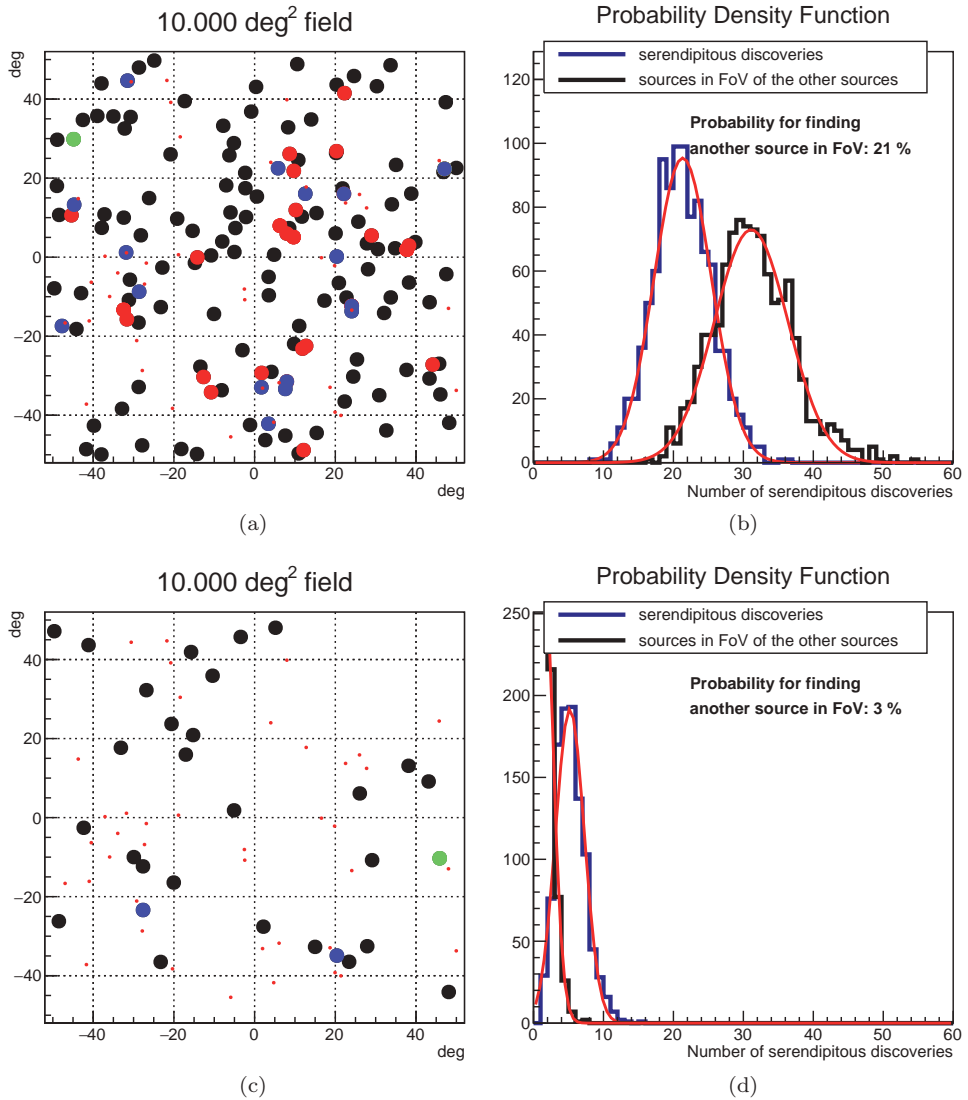 10.000 deg² field
deg
40
20
0
−20
−40
−40 −20 0 20 40
deg
(a)
Probability Density Function
serendipitous discoveries
sources in FoV of the other sources
Probability for finding
another source in FoV: 21 %
120
100
80
60
40
20
0
0 10 20 30 40 50 60
Number of serendipitous discoveries
(b)
10.000 deg² field
deg
40
20
0
−20
−40
−40 −20 0 20 40
deg
(c)
Probability Density Function
serendipitous discoveries
sources in FoV of the other sources
Probability for finding
another source in FoV: 3 %
250
200
150
100
50
0
0 10 20 30 40 50 60
Number of serendipitous discoveries
(d)